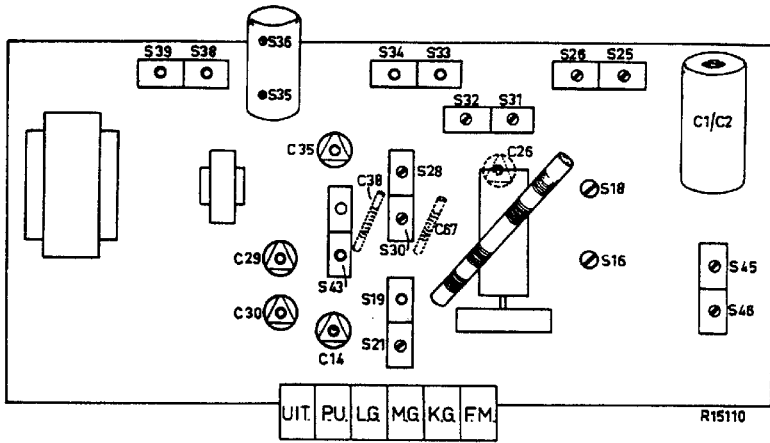 S36
S39 S38
S34 S33
S26 S25
S35
S32 S31
C1/C2
C35
C26
S28
C38
S18
C67
S30
C29
S16
S45
S43
S19
C30
S46
C14
S21
R15110
UIT. P.U. L.G. M.G. K.G. F.M.